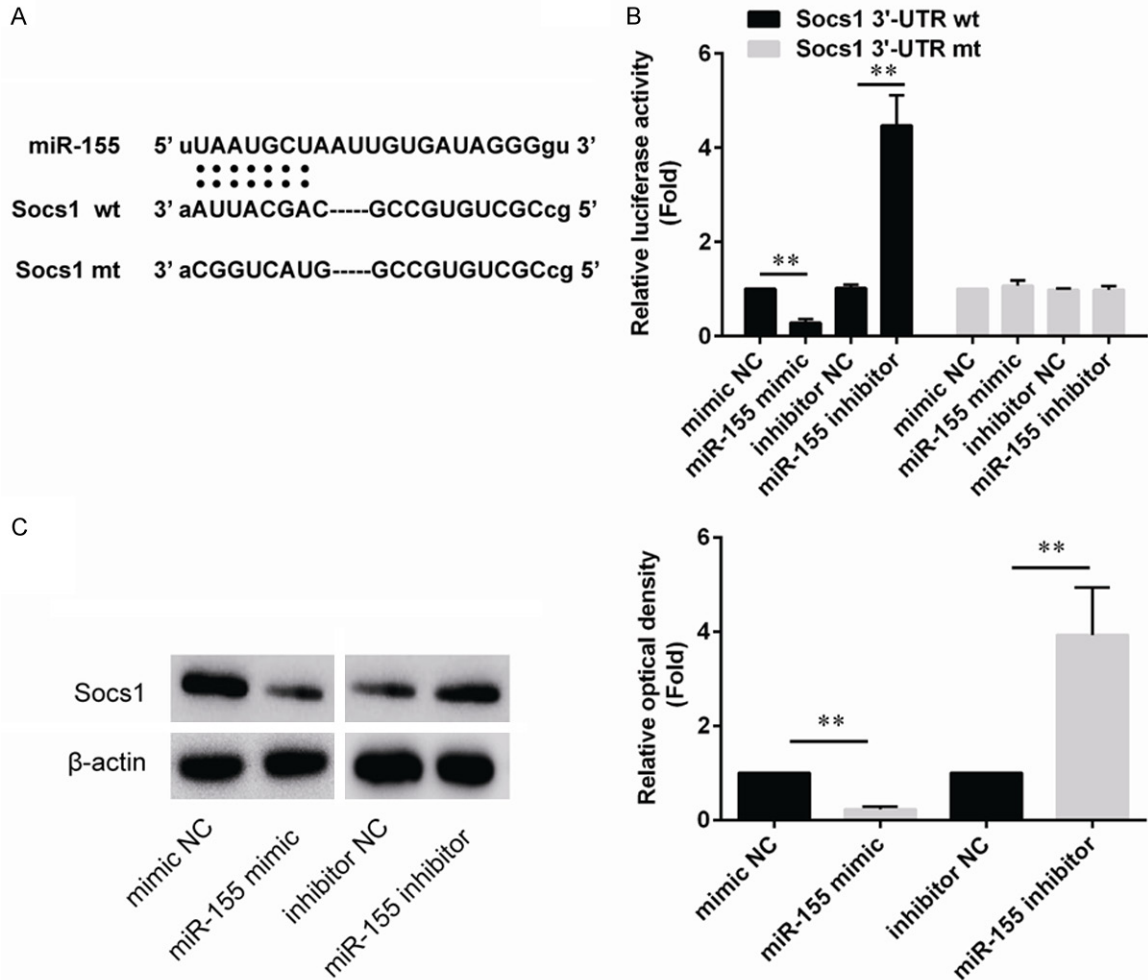 A
miR-155 5’ uUAAUGCUAAUUGUGAUAGGGgu 3’
Socs1 wt 3’ aAUUACGAC-----GCCGUGUCGCcg 5’
Socs1 mt 3’ aCGGUCAUG-----GCCGUGUCGCcg 5’
B
Socs1 3'-UTR wt
Socs1 3'-UTR mt
Relative luciferase activity
(Fold)
6
4
2
0
**
**
mimic NC
miR-155 mimic
inhibitor NC
miR-155 inhibitor
mimic NC
miR-155 mimic
inhibitor NC
miR-155 inhibitor
C
Socs1
β-actin
mimic NC
miR-155 mimic
inhibitor NC
miR-155 inhibitor
Relative optical density
(Fold)
6
4
2
0
**
**
mimic NC
miR-155 mimic
inhibitor NC
miR-155 inhibitor